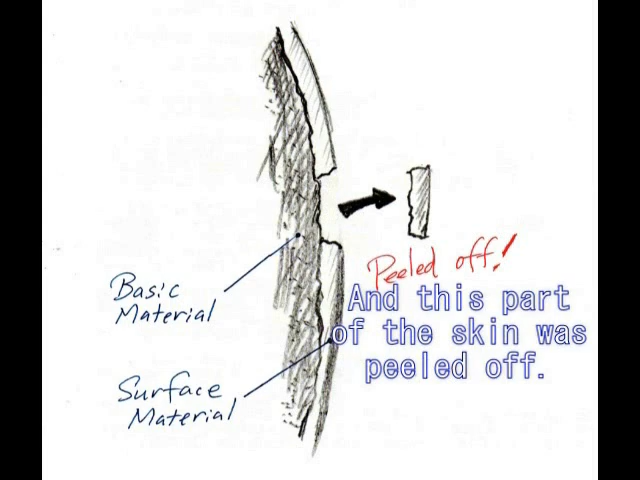 Peeled off!
And this part
of the skin was
peeled off.
Basic
Material
Surface
Material